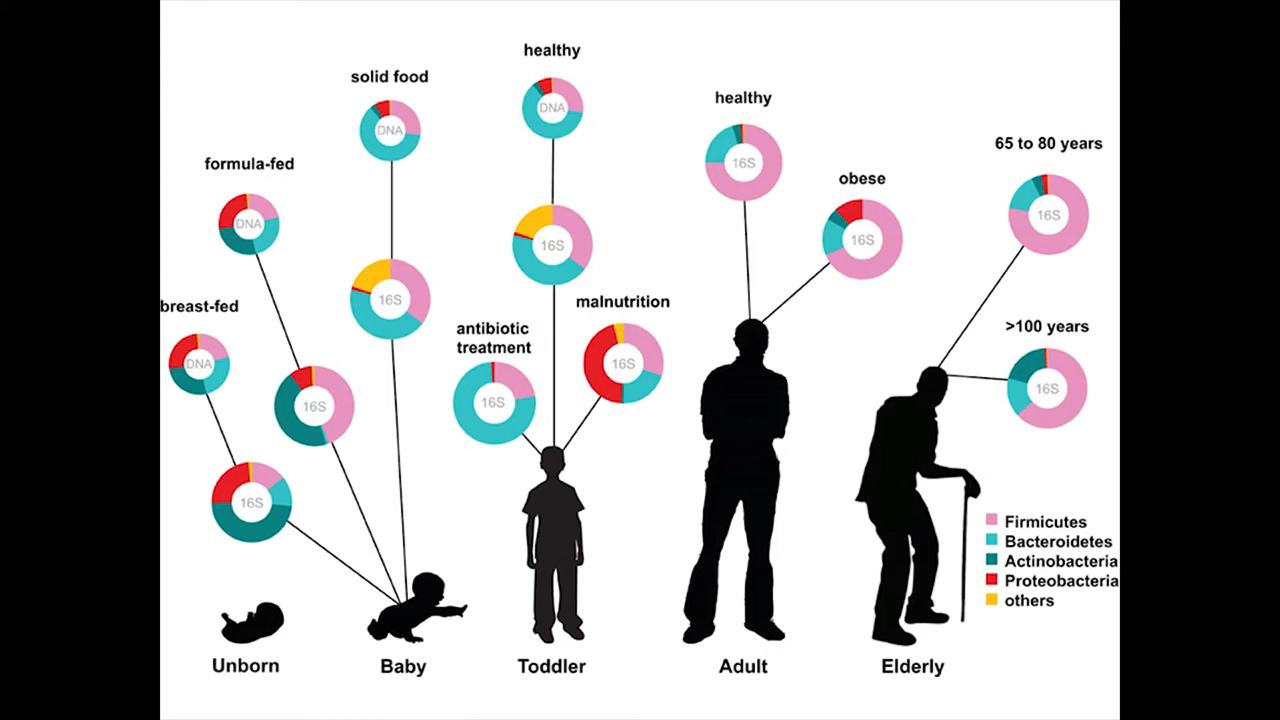 healthy
solid food
DNA
DNA
healthy
16S
65 to 80 years
formula-fed
obese
DNA
16S
16S
16S
16S
breast-fed
malnutrition
antibiotic
treatment
>100 years
DNA
16S
16S
16S
16S
16S
Firmicutes
Bacteroidetes
Actinobacteria
Proteobacteria
others
Unborn
Baby
Toddler
Adult
Elderly